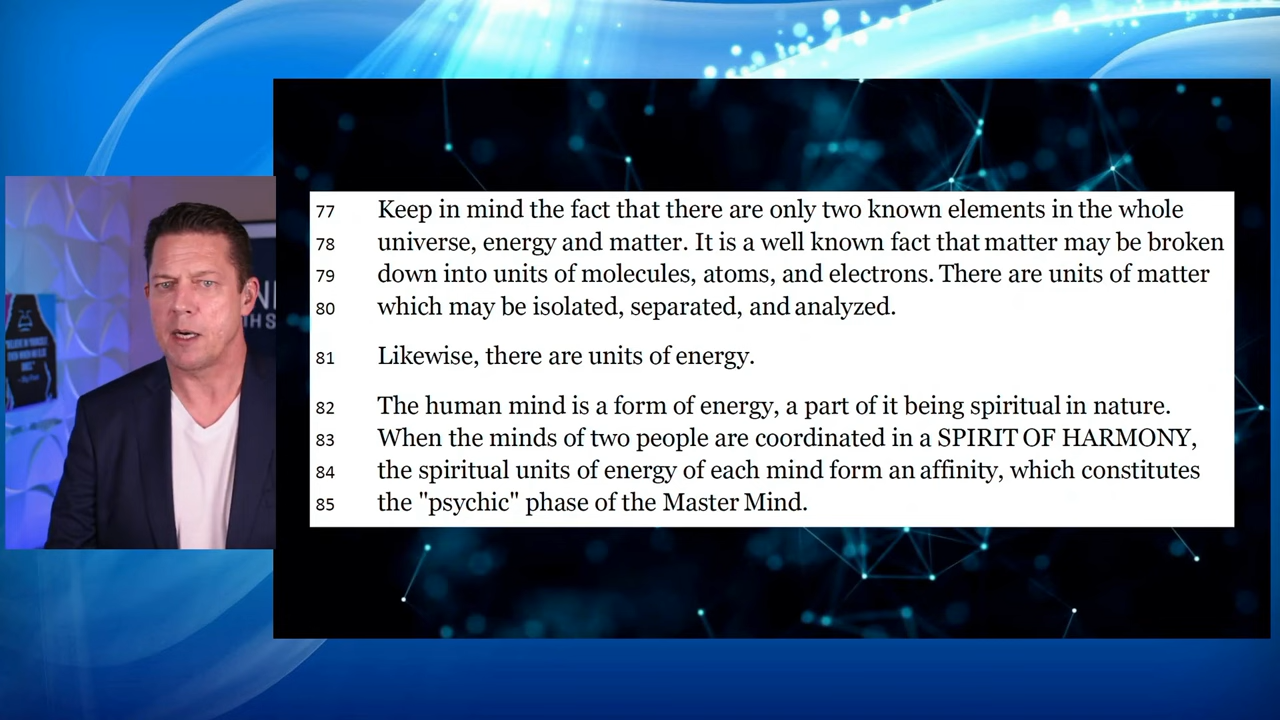 77 Keep in mind the fact that there are only two known elements in the whole
78 universe, energy and matter. It is a well known fact that matter may be broken
79 down into units of molecules, atoms, and electrons. There are units of matter
80 which may be isolated, separated, and analyzed.
81 Likewise, there are units of energy.
82 The human mind is a form of energy, a part of it being spiritual in nature.
83 When the minds of two people are coordinated in a SPIRIT OF HARMONY,
84 the spiritual units of energy of each mind form an affinity, which constitutes
85 the "psychic" phase of the Master Mind.